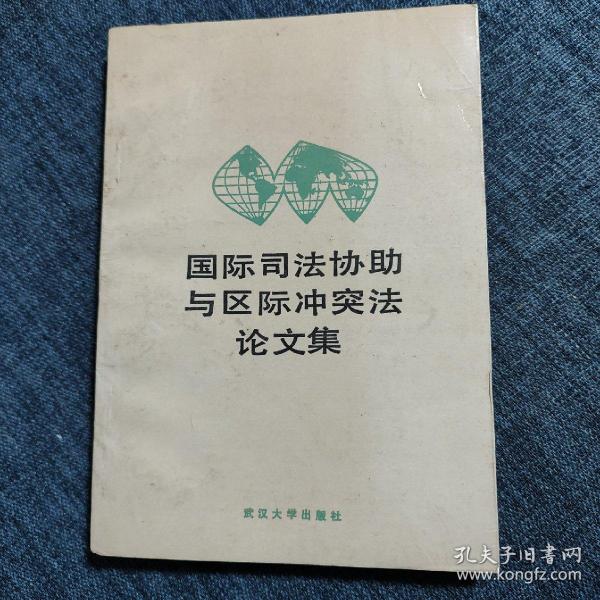 国际司法协助
与区际冲突法
论文集
武汉大学出版社
孔夫子旧书网
www.kongfz.com